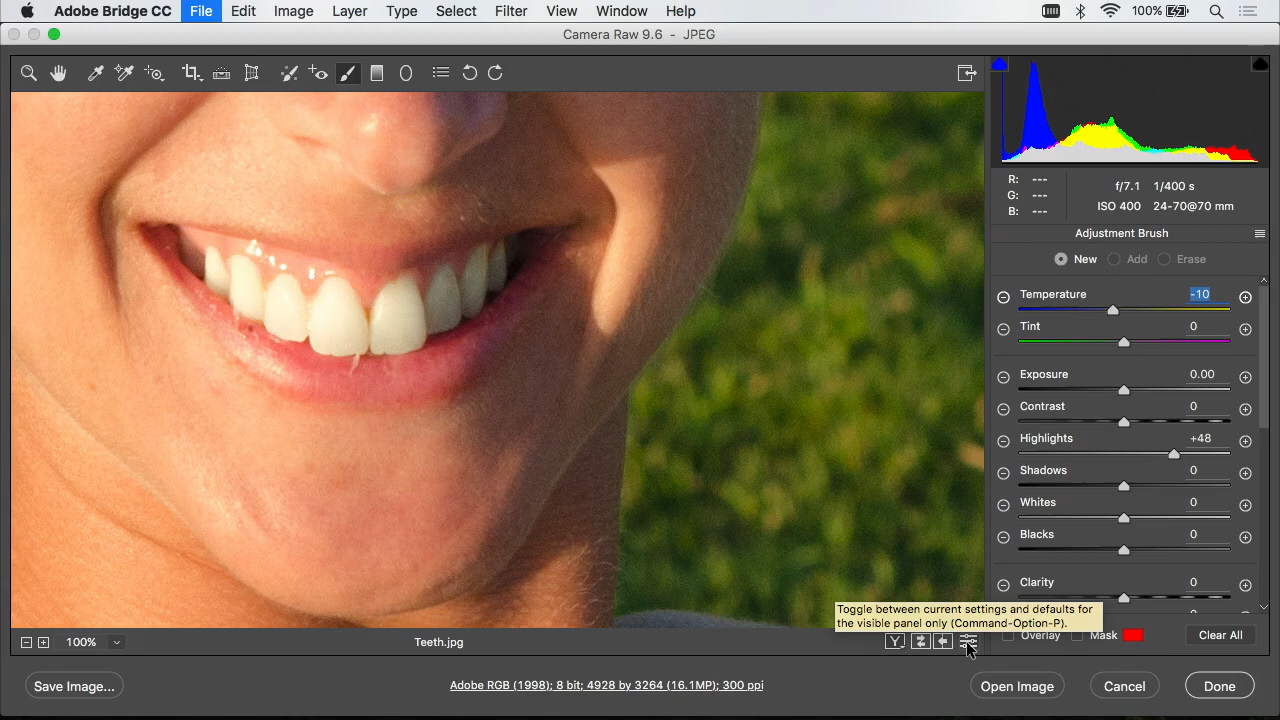 Adobe Bridge CC File Edit Image Layer Type Select Filter View Window Help 100%
Camera Raw 9.6 - JPEG
R: ---
G: ---
B: ---
f/7.1 1/400 s
ISO 400 24-70@70 mm
Adjustment Brush
New Add Erase
Temperature -10
Tint 0
Exposure 0.00
Contrast 0
Highlights +48
Shadows 0
Whites 0
Blacks 0
Clarity 0
Toggle between current settings and defaults for
the visible panel only (Command-Option-P).
100% Teeth.jpg Y Overlay Mask Clear All
Save Image... Adobe RGB (1998); 8 bit; 4928 by 3264 (16.1MP); 300 ppi Open Image Cancel Done